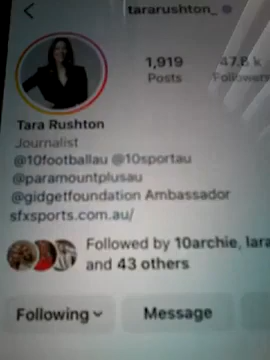 tararushton_
1,919 47.8 k
Posts Followers
Tara Rushton
Journalist
@10footballau @10sportau
@paramountplusau
@gidgetfoundation Ambassador
sfxsports.com.au/
Followed by 10archie, lara
and 43 others
Following Message